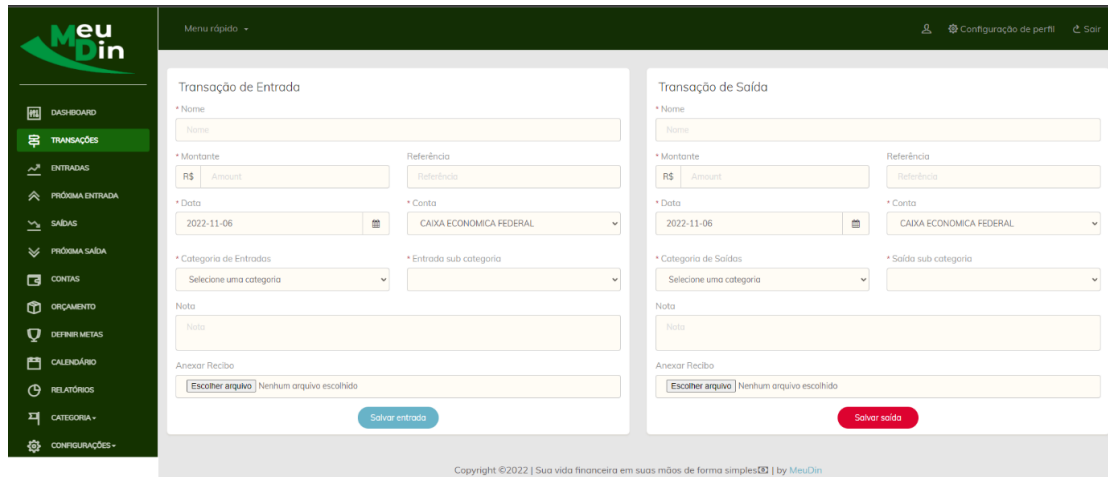 MeuDin
Menu rápido
Configuração de perfil
Sair
DASHBOARD
TRANSAÇÕES
ENTRADAS
PRÓXIMA ENTRADA
SAÍDAS
PRÓXIMA SAÍDA
CONTAS
ORÇAMENTO
DEFINIR METAS
CALENDÁRIO
RELATÓRIOS
CATEGORIA
CONFIGURAÇÕES
Transação de Entrada
* Nome
Nome
* Montante
Referência
R$ Amount
Referência
* Data
* Conta
2022-11-06
CAIXA ECONOMICA FEDERAL
* Categoria de Entradas
* Entrada sub categoria
Selecione uma categoria
Nota
Nota
Anexar Recibo
Escolher arquivo Nenhum arquivo escolhido
Salvar entrada
Transação de Saída
* Nome
Nome
* Montante
Referência
R$ Amount
Referência
* Data
* Conta
2022-11-06
CAIXA ECONOMICA FEDERAL
* Categoria de Saídas
* Saída sub categoria
Selecione uma categoria
Nota
Nota
Anexar Recibo
Escolher arquivo Nenhum arquivo escolhido
Salvar saída
Copyright ©2022 | Sua vida financeira em suas mãos de forma simples | by MeuDin